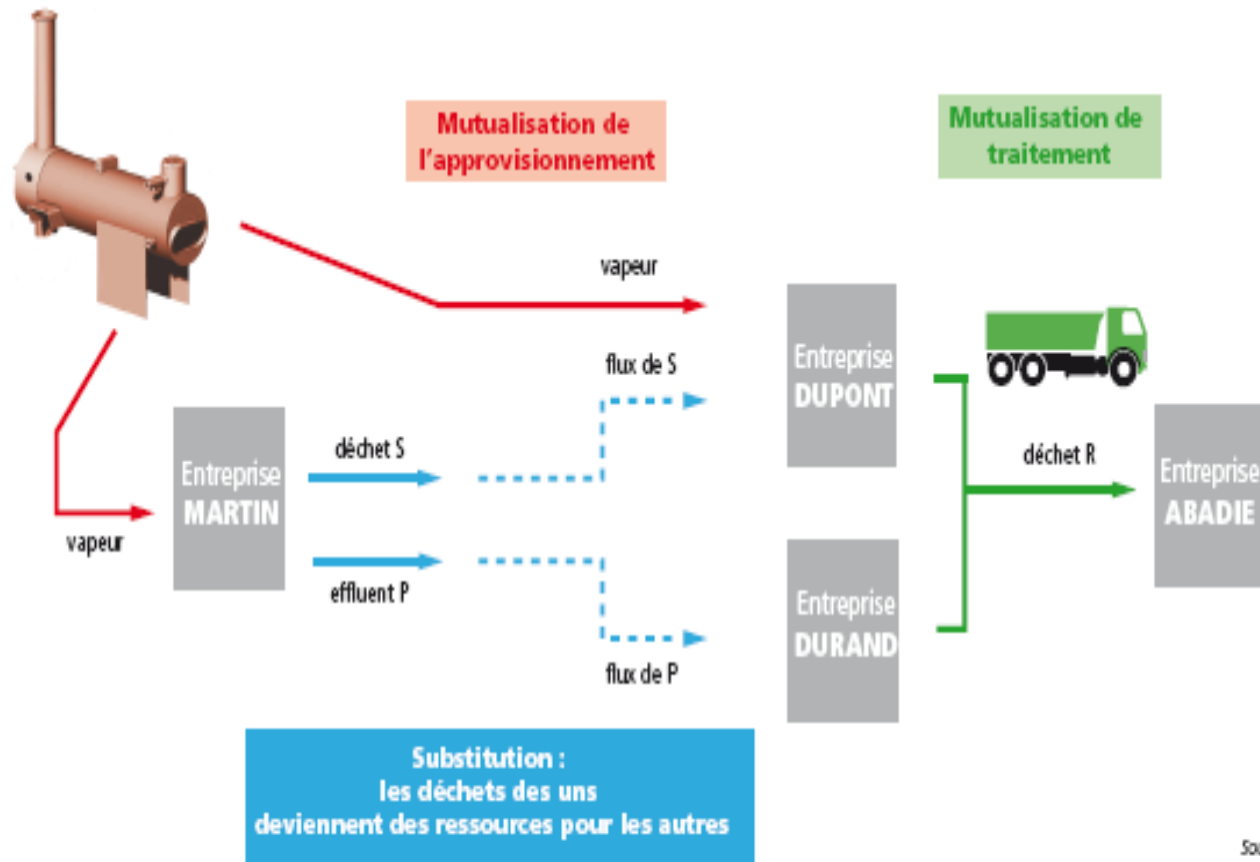 Mutualisation de
l'approvisionnement
Mutualisation de
traitement
vapeur
flux de S
Entreprise
DUPONT
déchet S
déchet R
Entreprise
MARTIN
Entreprise
ABADIE
vapeur
effluent P
Entreprise
DURAND
flux de P
Substitution :
les déchets des uns
deviennent des ressources pour les autres